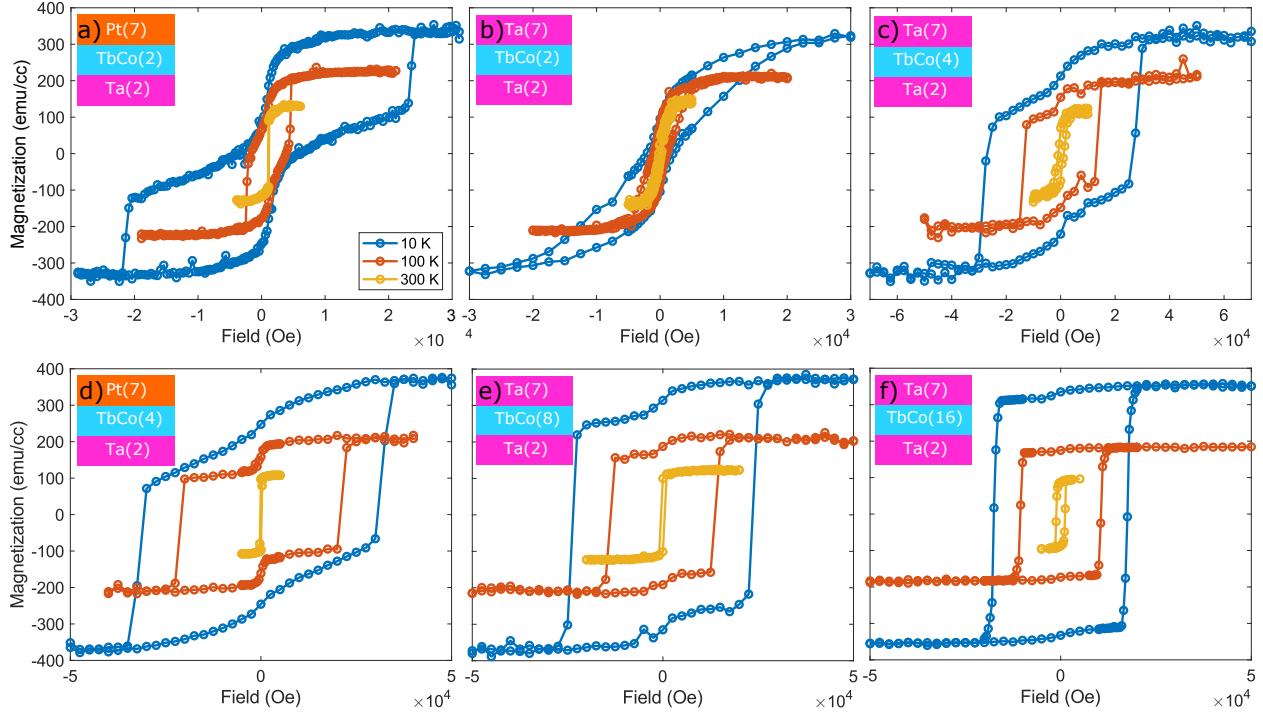 a) Pt(7)
TbCo(2)
Ta(2)
b) Ta(7)
TbCo(2)
Ta(2)
c) Ta(7)
TbCo(4)
Ta(2)
400
300
200
100
0
-100
-200
-300
-400
Magnetization (emu/cc)
10 K
100 K
300 K
-3 -2 -1 0 1 2 3
Field (Oe)
×10 4
-3 -2 -1 0 1 2 3
Field (Oe)
×10 4
-6 -4 -2 0 2 4 6
Field (Oe)
×10 4
d) Pt(7)
TbCo(4)
Ta(2)
e) Ta(7)
TbCo(8)
Ta(2)
f) Ta(7)
TbCo(16)
Ta(2)
400
300
200
100
0
-100
-200
-300
-400
Magnetization (emu/cc)
-5 0 5
Field (Oe)
×10 4
-5 0 5
Field (Oe)
×10 4
-5 0 5
Field (Oe)
×10 4